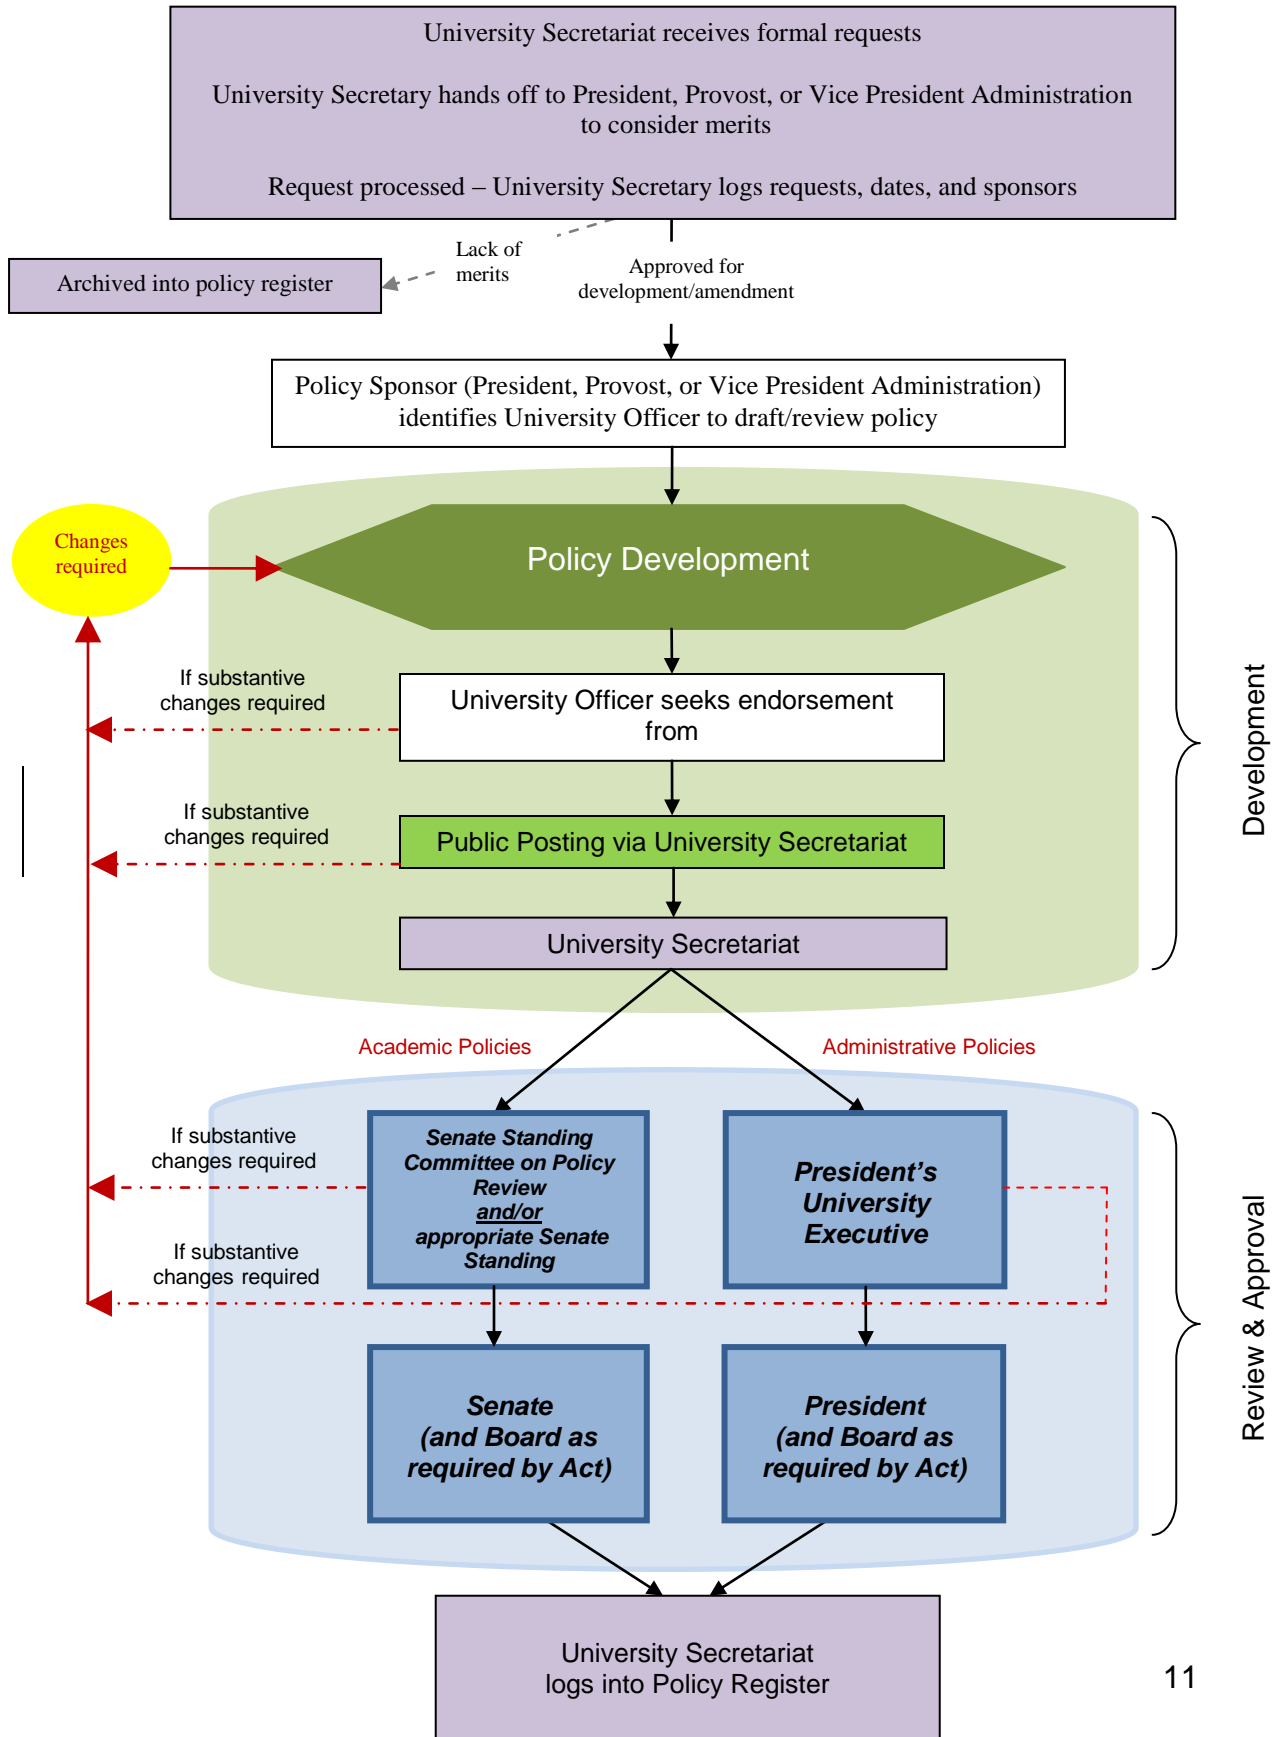 University Secretariat receives formal requests
University Secretary hands off to President, Provost, or Vice President Administration
to consider merits
Request processed – University Secretary logs requests, dates, and sponsors
Lack of
merits
Archived into policy register
Approved for
development/amendment
Policy Sponsor (President, Provost, or Vice President Administration)
identifies University Officer to draft/review policy
Changes
required
Policy Development
If substantive
changes required
University Officer seeks endorsement
from
If substantive
changes required
Public Posting via University Secretariat
University Secretariat
Development
Academic Policies
Administrative Policies
If substantive
changes required
Senate Standing
Committee on Policy
Review
and/or
appropriate Senate
Standing
President’s
University
Executive
If substantive
changes required
Senate
(and Board as
required by Act)
President
(and Board as
required by Act)
Review & Approval
University Secretariat
logs into Policy Register
11